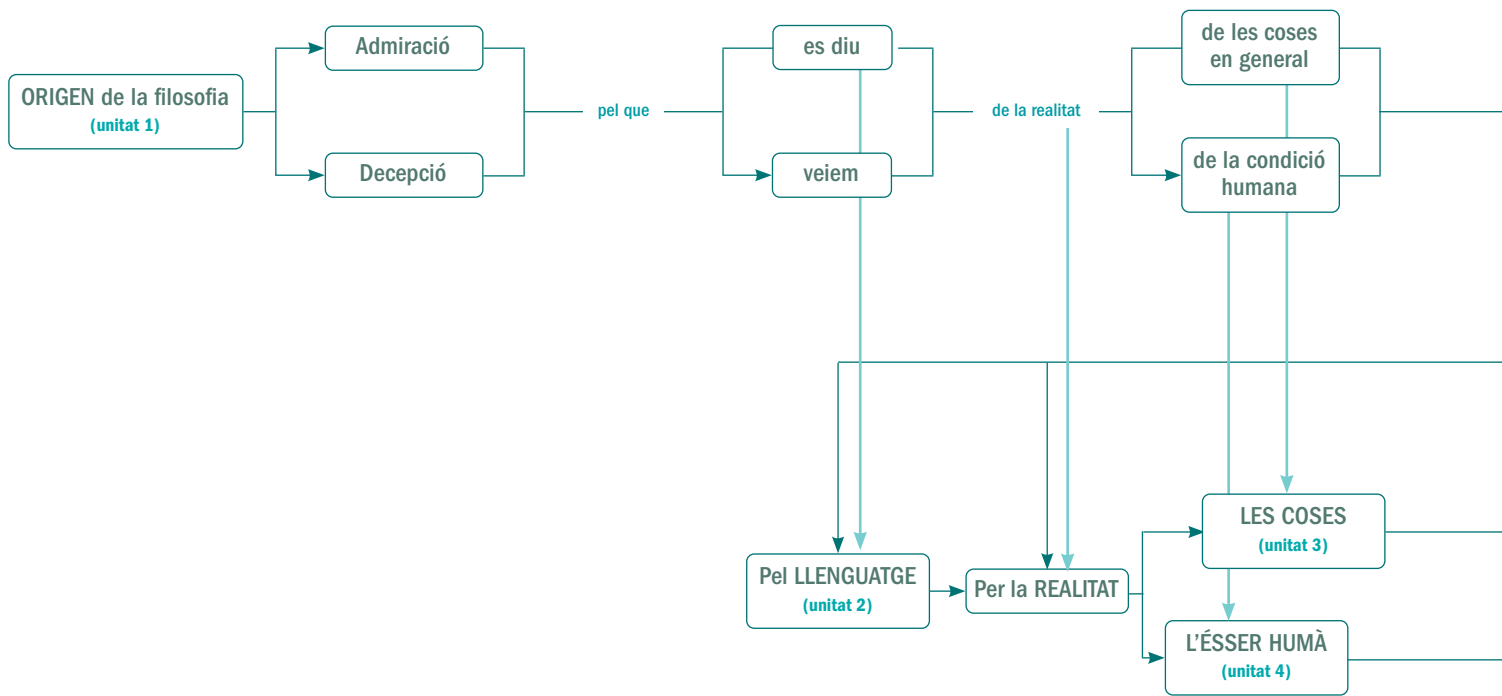 ORIGEN de la filosofia
(unitat 1)
Admiració
Decepció
pel que
es diu
veiem
de la realitat
de les coses
en general
de la condició
humana
Pel LLENGUATGE
(unitat 2)
Per la REALITAT
LES COSES
(unitat 3)
L'ÉSSER HUMÀ
(unitat 4)